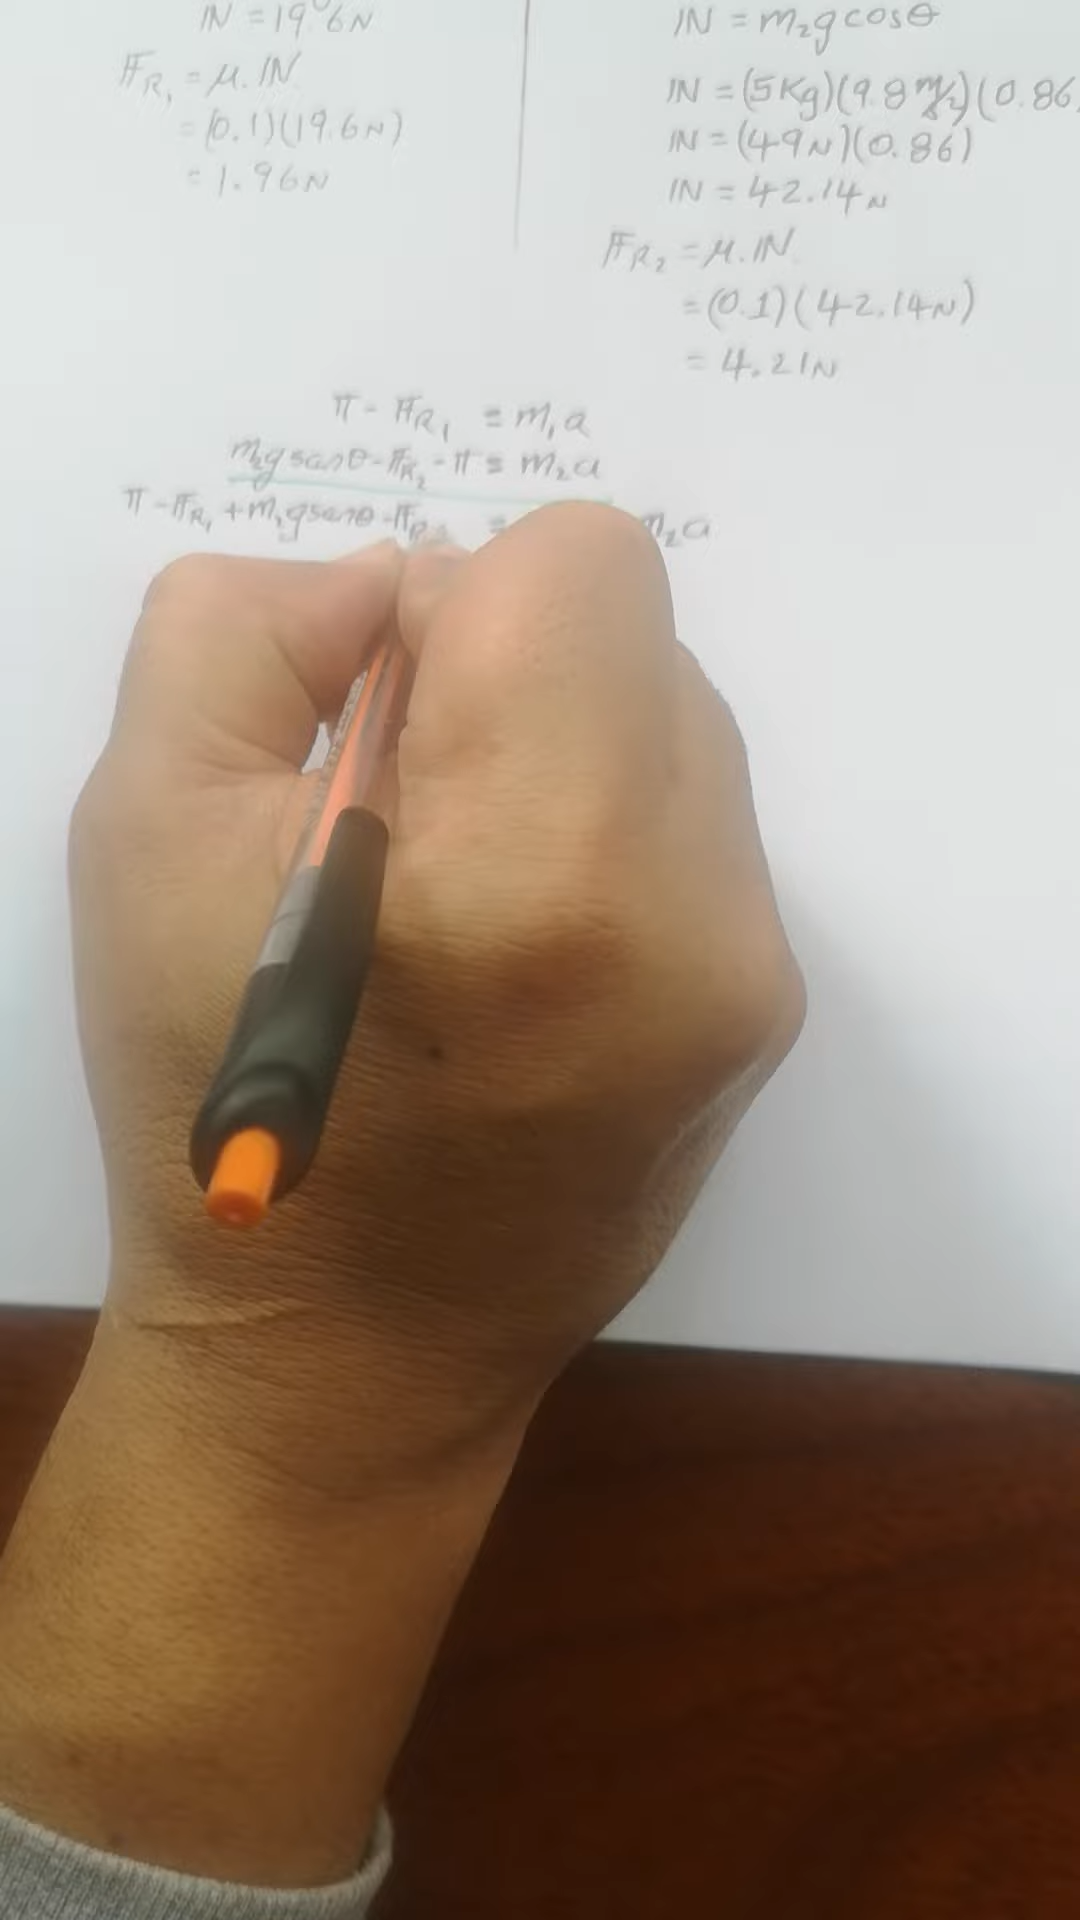 IN = 19.6N
FR1 = μ.IN
= (0.1)(19.6N)
= 1.96N
IN = m2gcosθ
IN = (5Kg)(9.8 m/s2)(0.86
IN = (49N)(0.86)
IN = 42.14N
FR2 = μ.IN
= (0.1)(42.14N)
= 4.21N
π - FR1 = m1a
m2gsenθ - FR2 - π = m2a
π - FR1 + m2gsenθ - FR2 = m2a